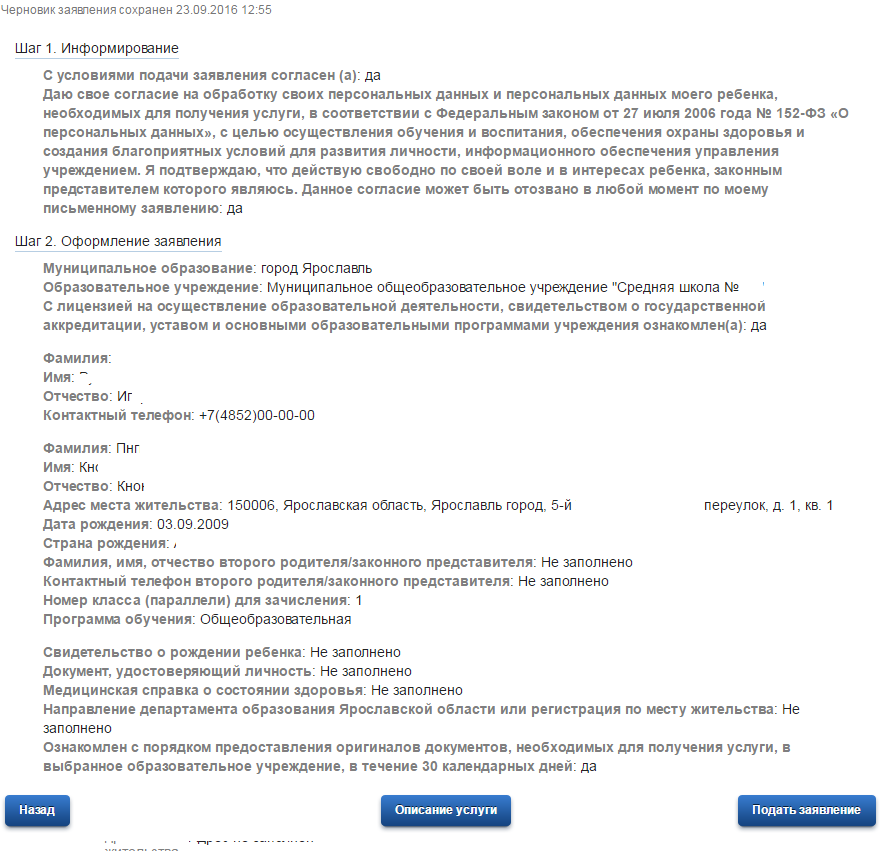 Черновик заявления сохранен 23.09.2016 12:55
Шаг 1. Информирование
С условиями подачи заявления согласен (а): да
Даю свое согласие на обработку своих персональных данных и персональных данных моего ребенка,
необходимых для получения услуги, в соответствии с Федеральным законом от 27 июля 2006 года № 152-ФЗ «О
персональных данных», с целью осуществления обучения и воспитания, обеспечения охраны здоровья и
создания благоприятных условий для развития личности, информационного обеспечения управления
учреждением. Я подтверждаю, что действую свободно по своей воле и в интересах ребенка, законным
представителем которого являюсь. Данное согласие может быть отозвано в любой момент по моему
письменному заявлению: да
Шаг 2. Оформление заявления
Муниципальное образование: город Ярославль
Образовательное учреждение: Муниципальное общеобразовательное учреждение "Средняя школа №
С лицензией на осуществление образовательной деятельности, свидетельством о государственной
аккредитации, уставом и основными образовательными программами учреждения ознакомлен(а): да
Фамилия:
Имя:
Отчество: Иг
Контактный телефон: +7(4852)00-00-00
Фамилия: Пнг
Имя: Кно
Отчество: Кнон
Адрес места жительства: 150006, Ярославская область, Ярославль город, 5-й переулок, д. 1, кв. 1
Дата рождения: 03.09.2009
Страна рождения:
Фамилия, имя, отчество второго родителя/законного представителя: Не заполнено
Контактный телефон второго родителя/законного представителя: Не заполнено
Номер класса (параллели) для зачисления: 1
Программа обучения: Общеобразовательная
Свидетельство о рождении ребенка: Не заполнено
Документ, удостоверяющий личность: Не заполнено
Медицинская справка о состоянии здоровья: Не заполнено
Направление департамента образования Ярославской области или регистрация по месту жительства: Не
заполнено
Ознакомлен с порядком предоставления оригиналов документов, необходимых для получения услуги, в
выбранное образовательное учреждение, в течение 30 календарных дней: да
Назад Описание услуги Подать заявление